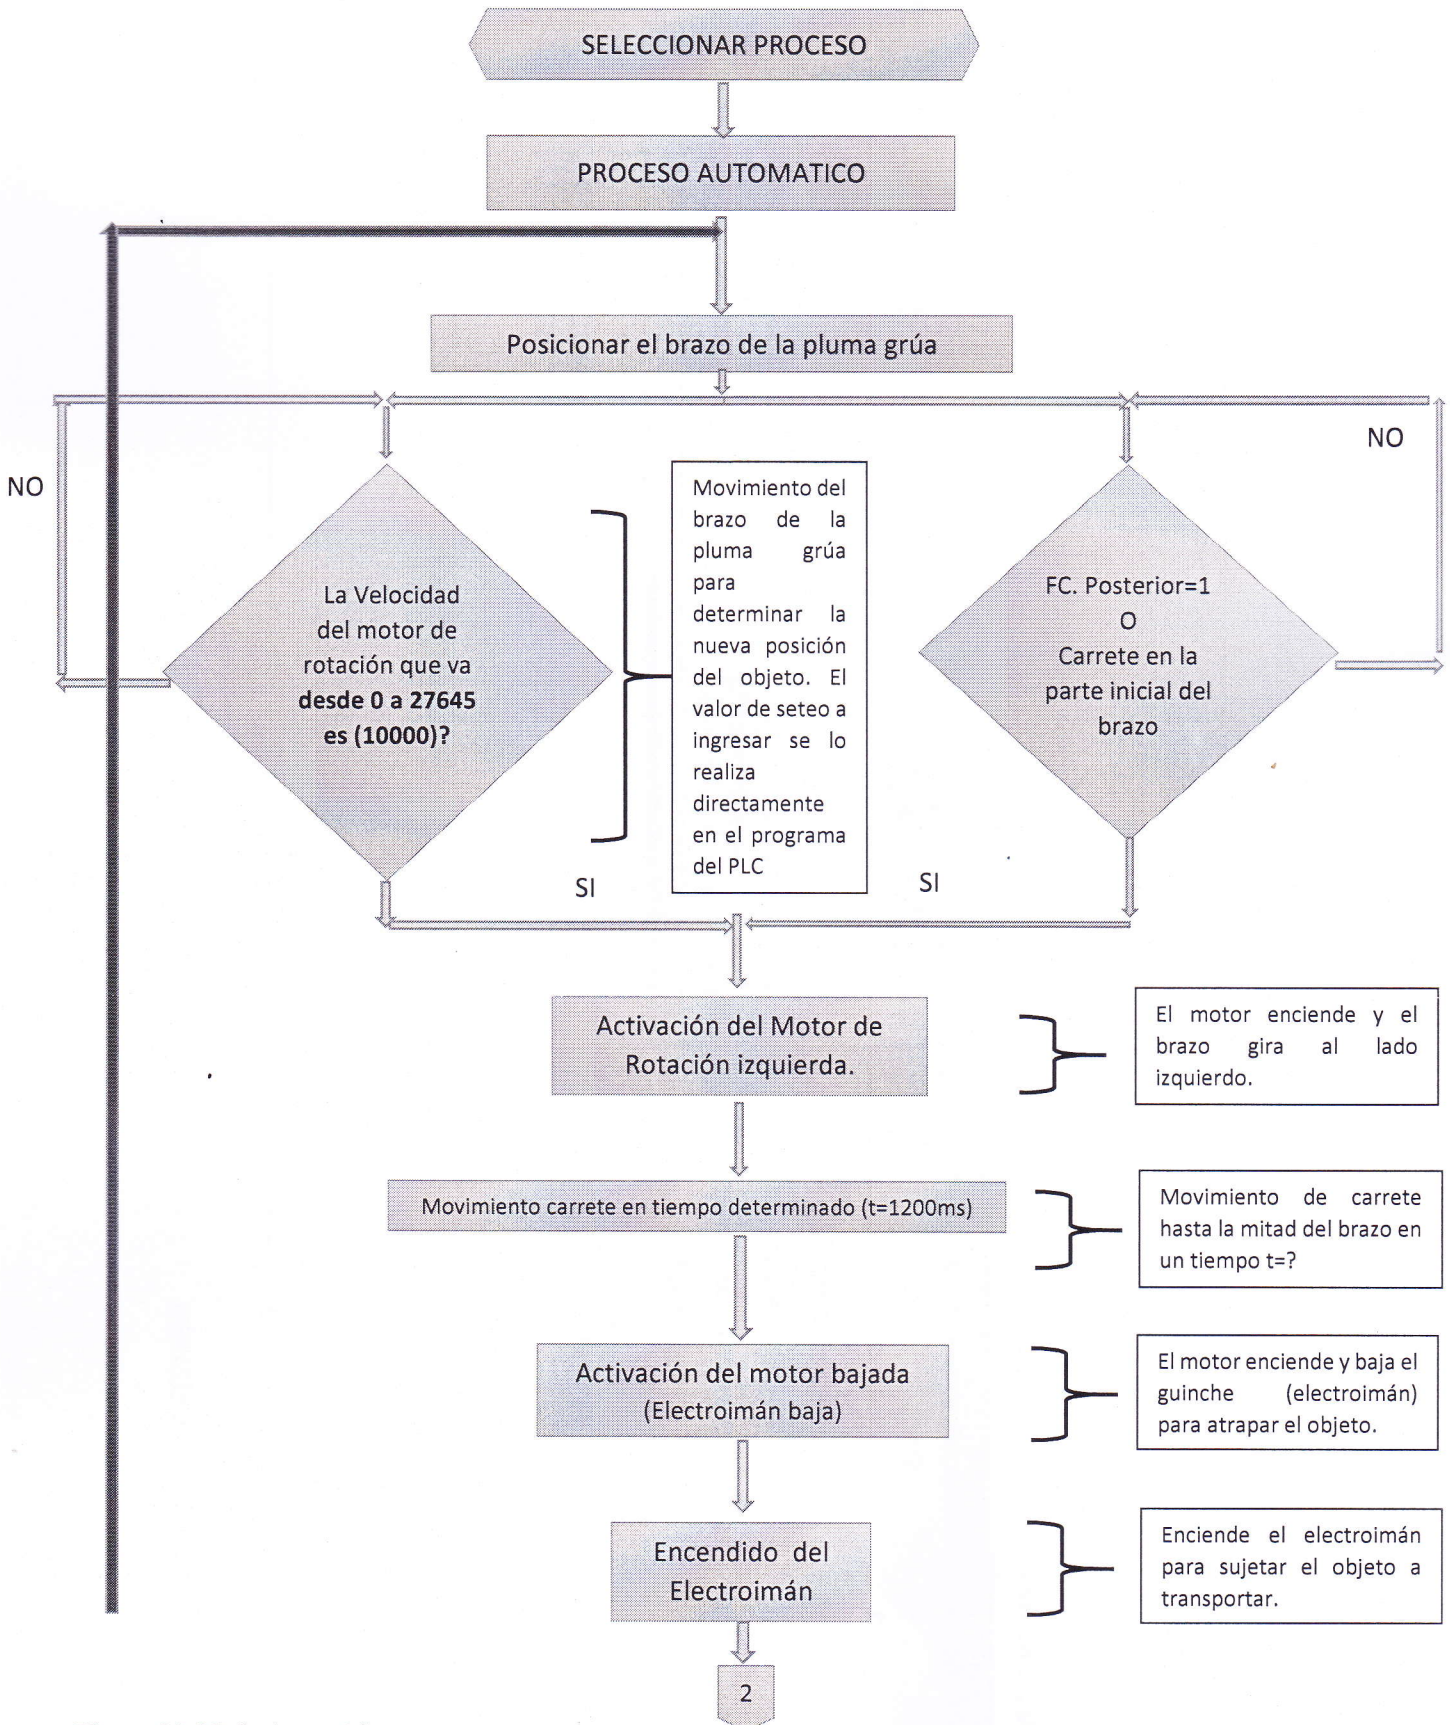 SELECCIONAR PROCESO
PROCESO AUTOMATICO
Posicionar el brazo de la pluma grúa
NO
NO
La Velocidad
del motor de
rotación que va
desde 0 a 27645
es (10000)?
Movimiento del
brazo de la
pluma grúa
para
determinar la
nueva posición
del objeto. El
valor de seteo a
ingresar se lo
realiza
directamente
en el programa
del PLC
FC. Posterior=1
O
Carrete en la
parte inicial del
brazo
SI
SI
Activación del Motor de
Rotación izquierda.
El motor enciende y el
brazo gira al lado
izquierdo.
Movimiento carrete en tiempo determinado (t=1200ms)
Movimiento de carrete
hasta la mitad del brazo en
un tiempo t=?
Activación del motor bajada
(Electroimán baja)
El motor enciende y baja el
guinche (electroimán)
para atrapar el objeto.
Encendido del
Electroimán
Enciende el electroimán
para sujetar el objeto a
transportar.
2